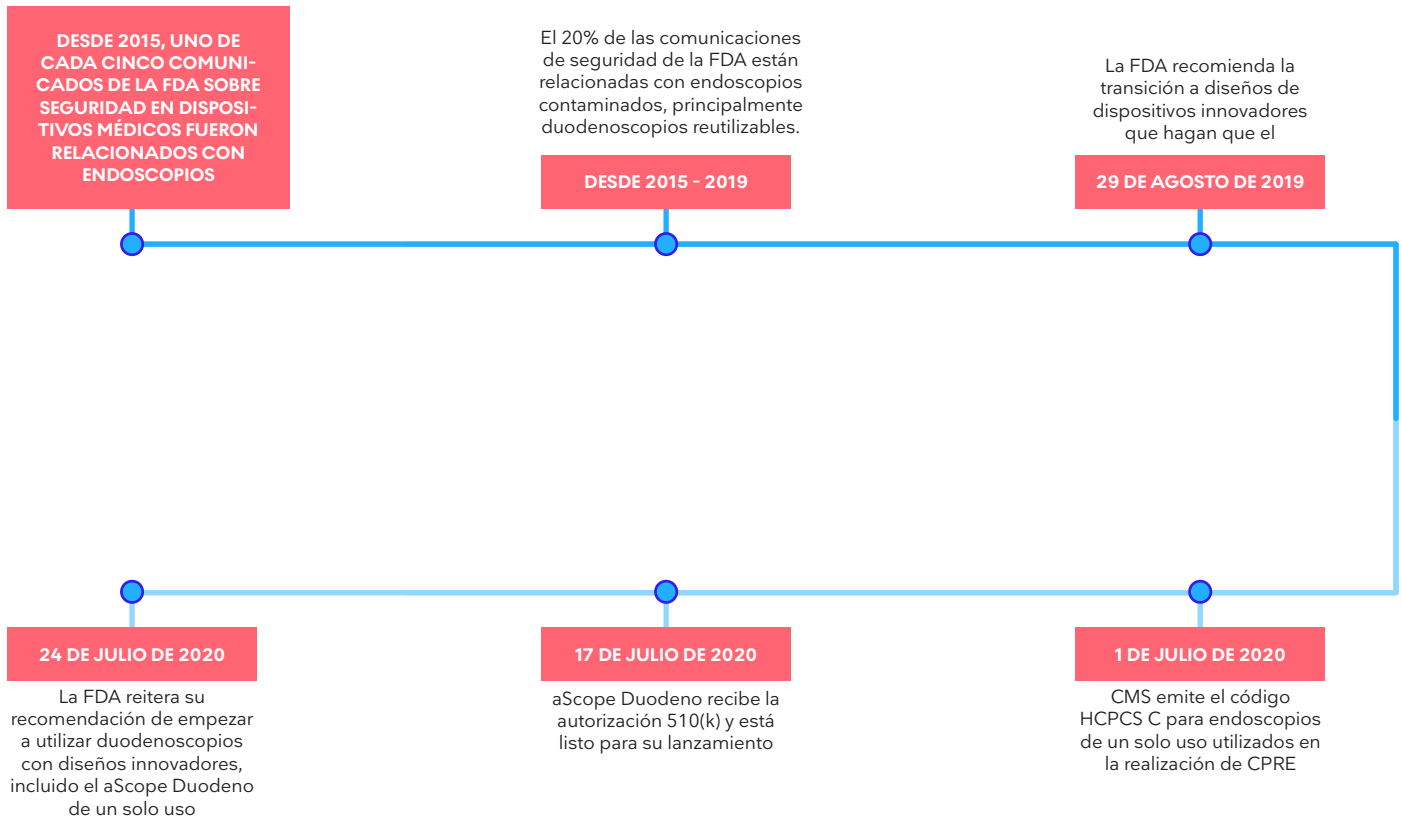 DESDE 2015, UNO DE
CADA CINCO COMUNI-
CADOS DE LA FDA SOBRE
SEGURIDAD EN DISPOSI-
TIVOS MÉDICOS FUERON
RELACIONADOS CON
ENDOSCOPIOS
El 20% de las comunicaciones
de seguridad de la FDA están
relacionadas con endoscopios
contaminados, principalmente
duodenoscopios reutilizables.
DESDE 2015 - 2019
La FDA recomienda la
transición a diseños de
dispositivos innovadores
que hagan que el
29 DE AGOSTO DE 2019
24 DE JULIO DE 2020
La FDA reitera su
recomendación de empezar
a utilizar duodenoscopios
con diseños innovadores,
incluido el aScope Duodeno
de un solo uso
17 DE JULIO DE 2020
aScope Duodeno recibe la
autorización 510(k) y está
listo para su lanzamiento
1 DE JULIO DE 2020
CMS emite el código
HCPCS C para endoscopios
de un solo uso utilizados en
la realización de CPRE